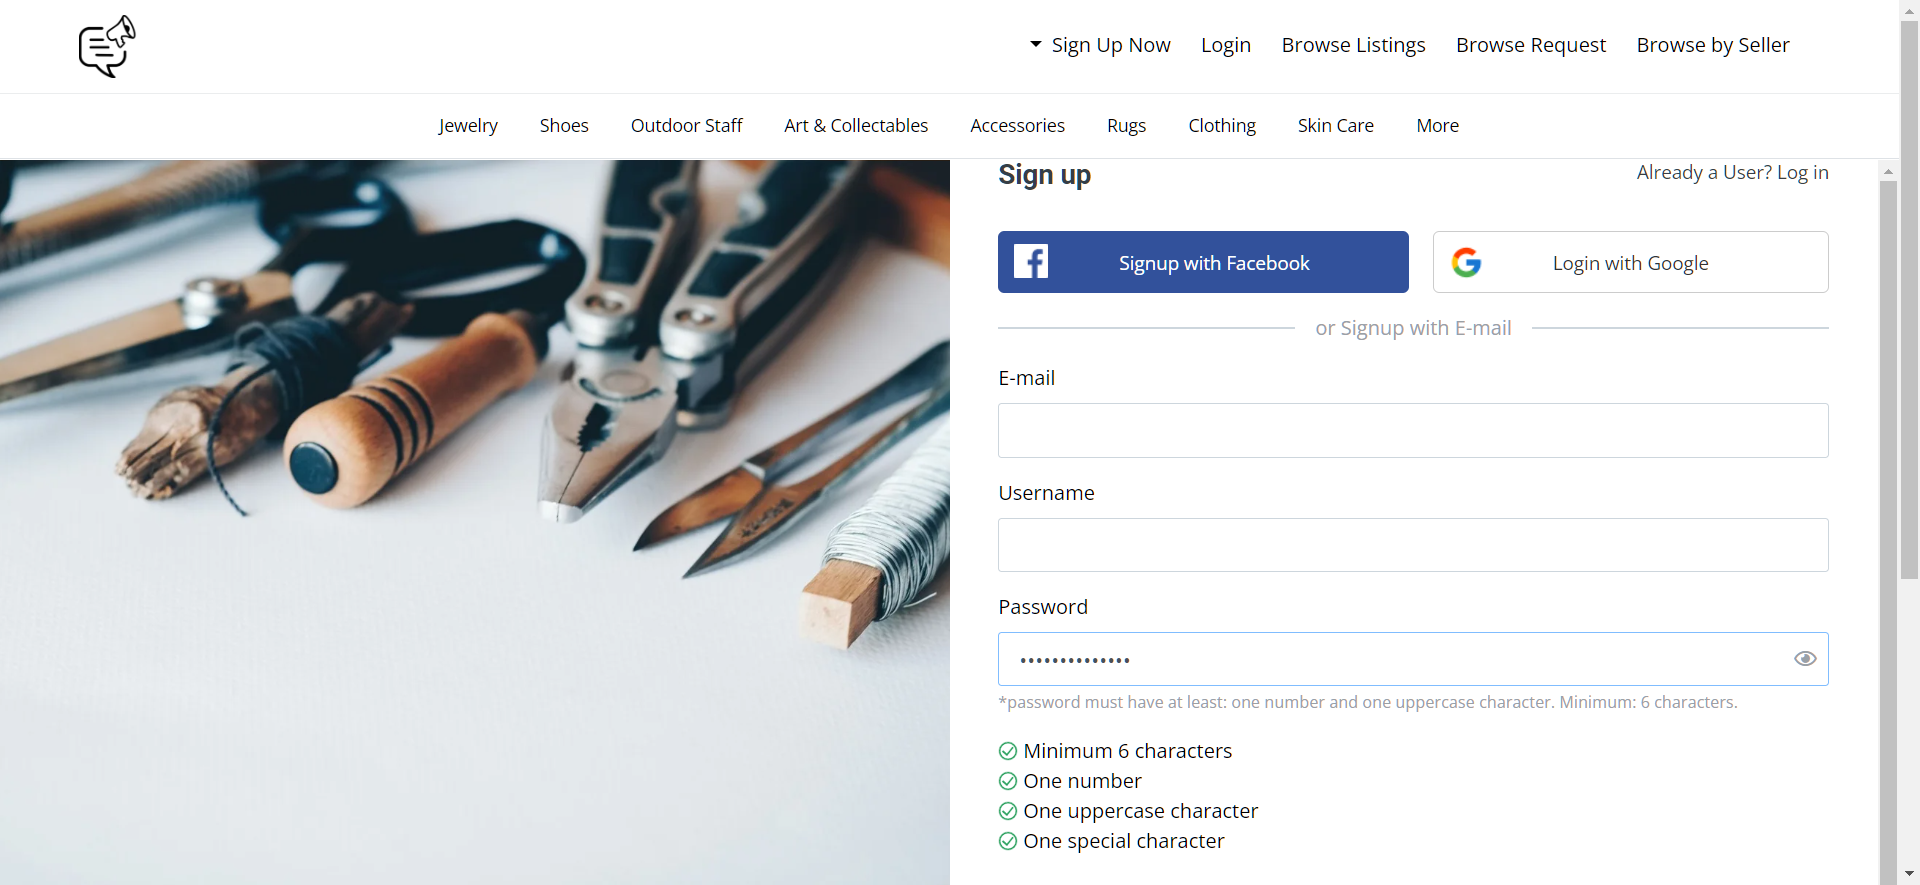 Sign Up Now Login Browse Listings Browse Request Browse by Seller
Jewelry Shoes Outdoor Staff Art & Collectables Accessories Rugs Clothing Skin Care More
Sign up
Already a User? Log in
Signup with Facebook
Login with Google
or Signup with E-mail
E-mail
Username
Password
••••••••••••••
*password must have at least: one number and one uppercase character. Minimum: 6 characters.
Minimum 6 characters
One number
One uppercase character
One special character